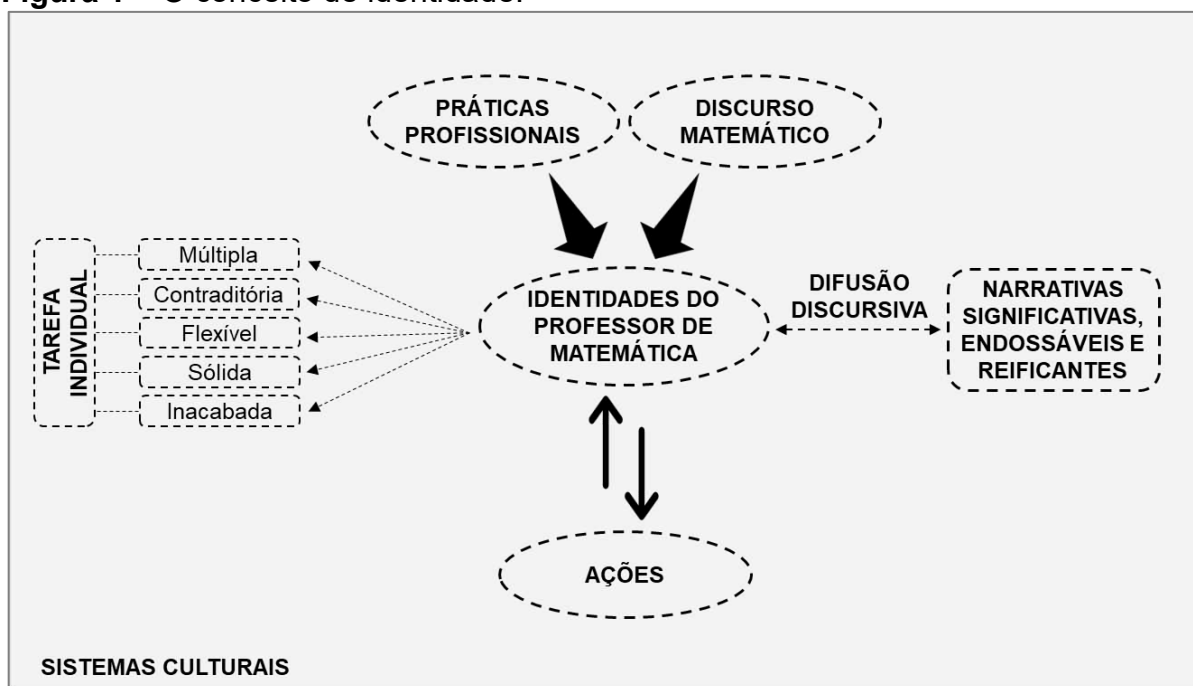 PRÁTICAS
PROFISSIONAIS
DISCURSO
MATEMÁTICO
TAREFA
INDIVIDUAL
Múltipla
Contraditória
Flexível
Sólida
Inacabada
IDENTIDADES DO
PROFESSOR DE
MATEMÁTICA
DIFUSÃO
DISCURSIVA
NARRATIVAS
SIGNIFICATIVAS,
ENDOSSÁVEIS E
REIFICANTES
AÇÕES
SISTEMAS CULTURAIS